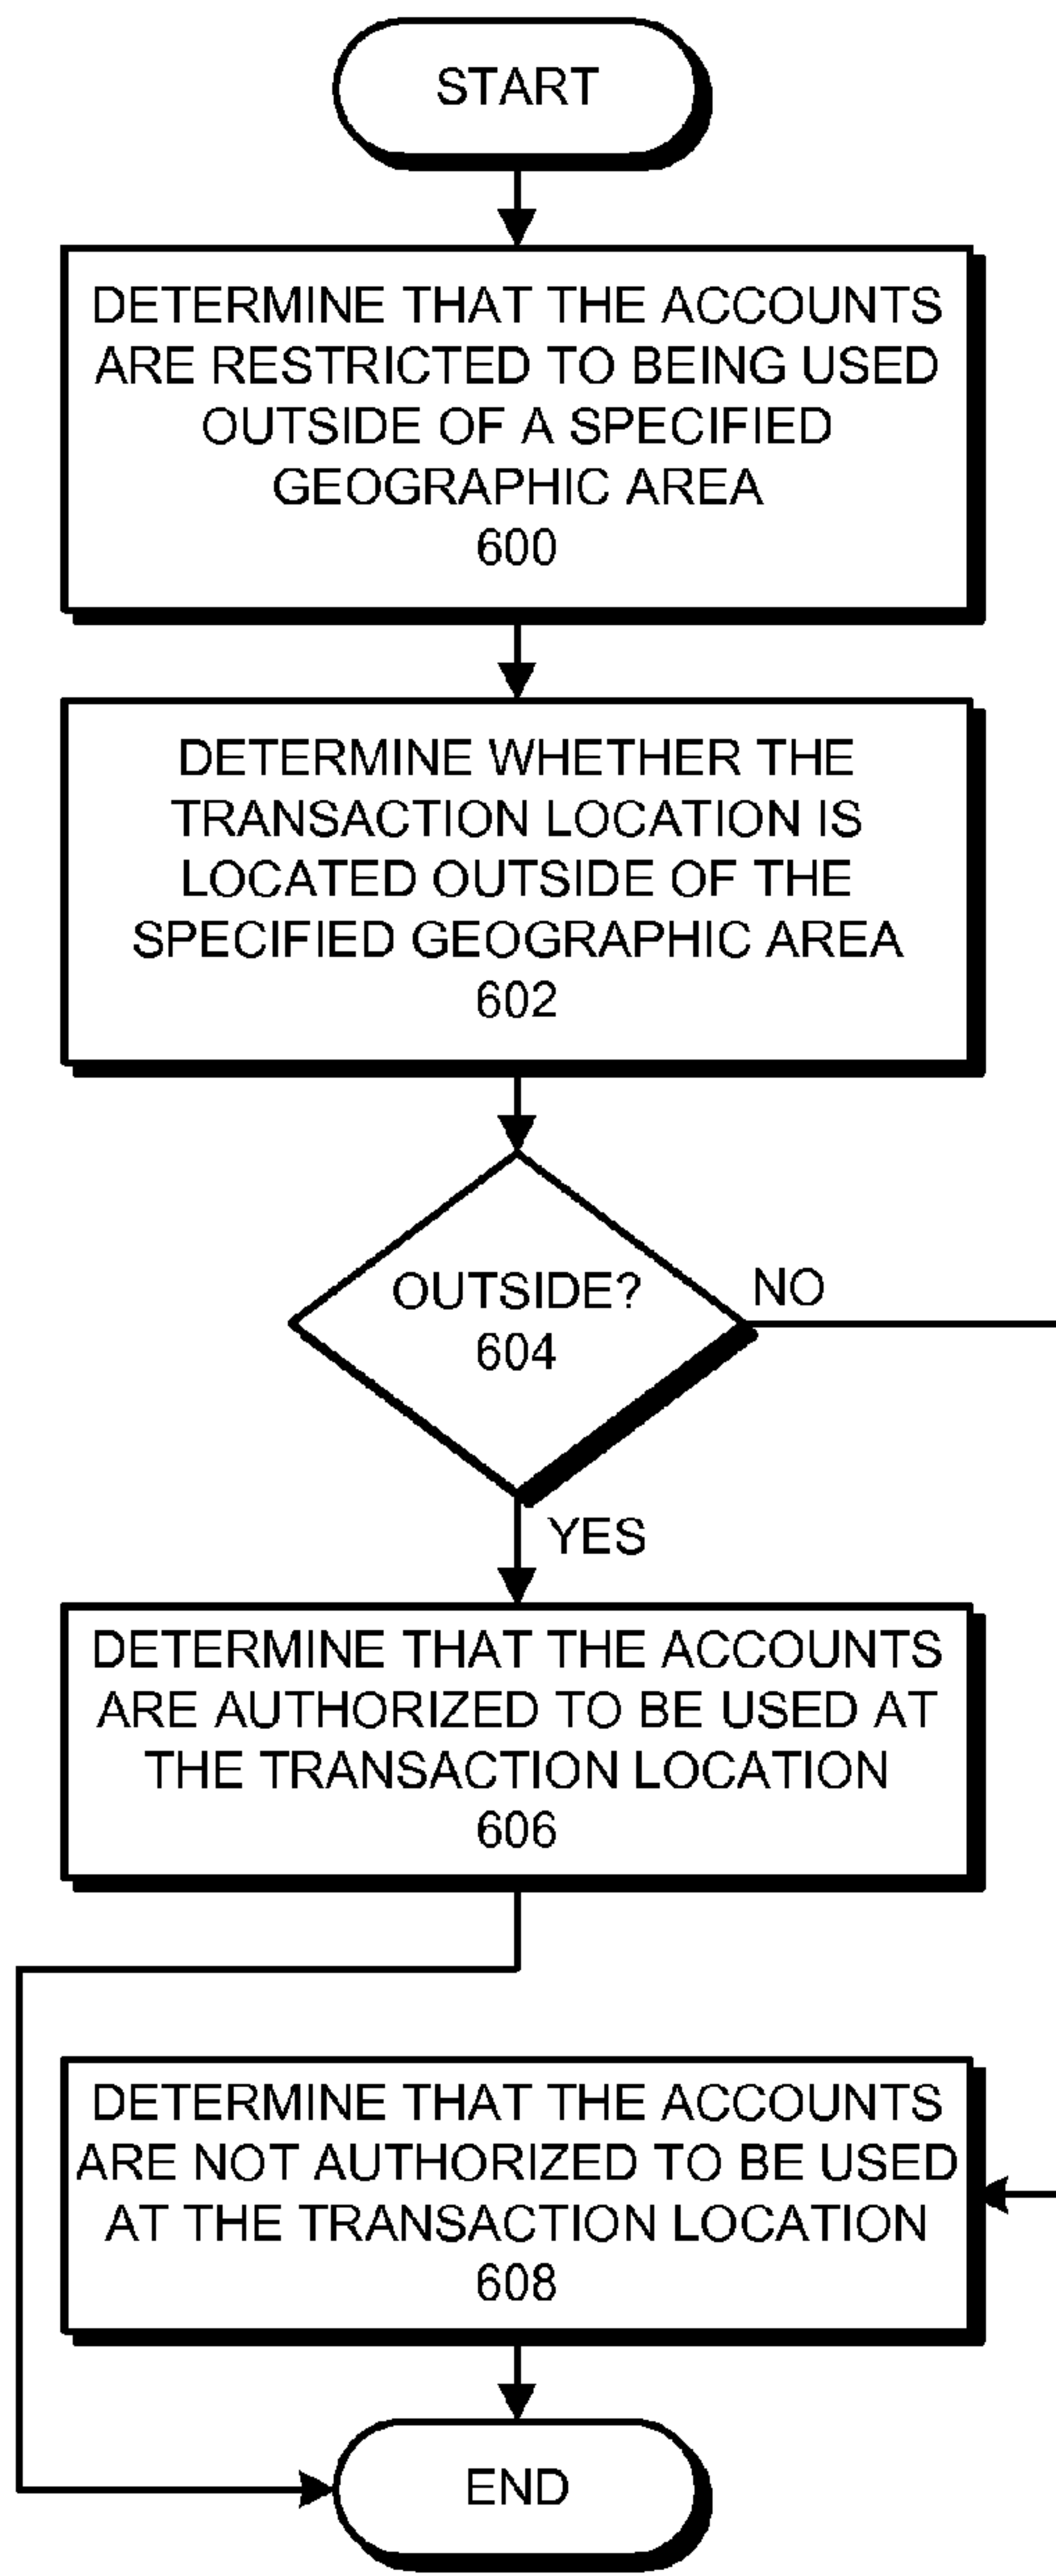 START
DETERMINE THAT THE ACCOUNTS
ARE RESTRICTED TO BEING USED
OUTSIDE OF A SPECIFIED
GEOGRAPHIC AREA
600
DETERMINE WHETHER THE
TRANSACTION LOCATION IS
LOCATED OUTSIDE OF THE
SPECIFIED GEOGRAPHIC AREA
602
OUTSIDE?
604
NO
YES
DETERMINE THAT THE ACCOUNTS
ARE AUTHORIZED TO BE USED AT
THE TRANSACTION LOCATION
606
DETERMINE THAT THE ACCOUNTS
ARE NOT AUTHORIZED TO BE USED
AT THE TRANSACTION LOCATION
608
END